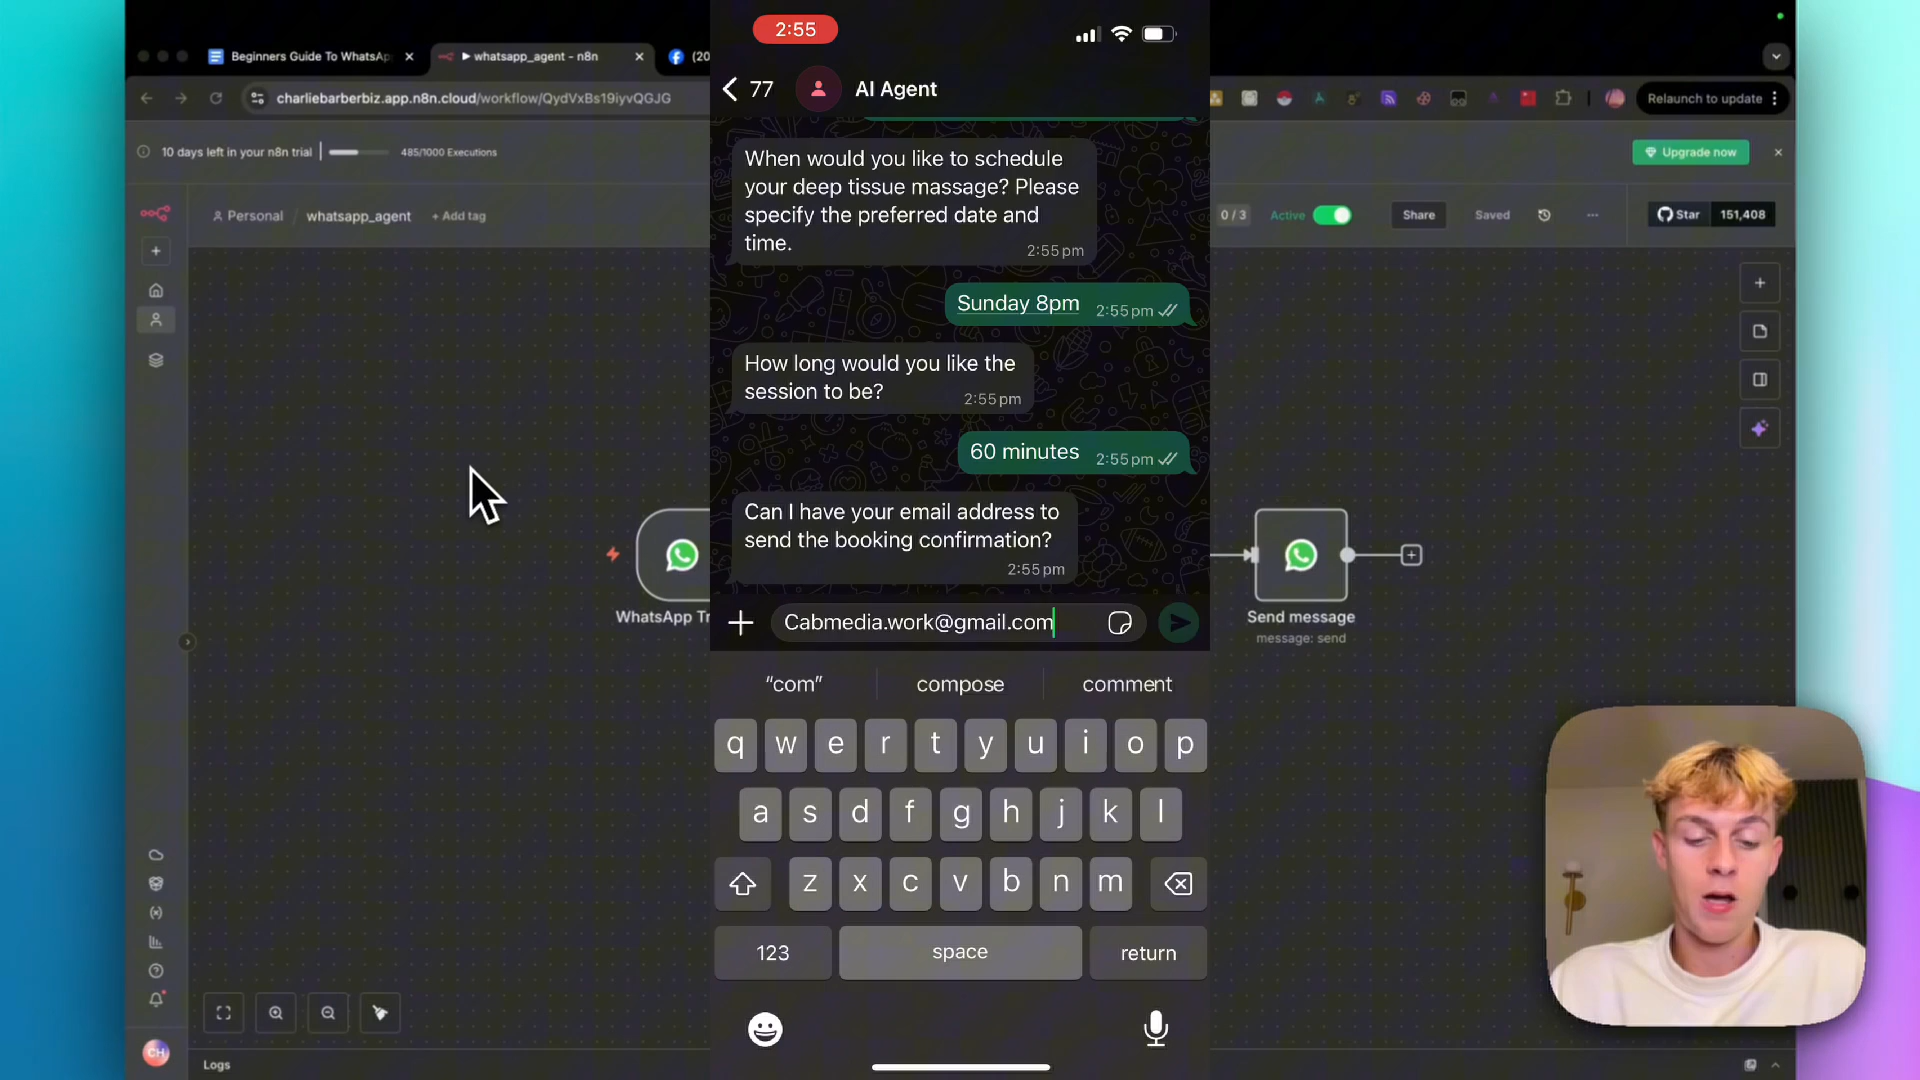 2:55
Beginners Guide To WhatsAp
whatsapp_agent - n8n
(20
77
AI Agent
charliebarberbiz.app.n8n.cloud/workflow/QydVxBs19iyvQGJG
Relaunch to update
10 days left in your n8n trial
485/1000 Executions
Upgrade now
Personal / whatsapp_agent
+ Add tag
0 / 3
Active
Share
Saved
Star
151,408
When would you like to schedule
your deep tissue massage? Please
specify the preferred date and
time.
2:55 pm
Sunday 8pm
2:55 pm
How long would you like the
session to be?
2:55 pm
60 minutes
2:55 pm
Can I have your email address to
send the booking confirmation?
2:55 pm
Cabmedia.work@gmail.com
WhatsApp Tr
Send message
message: send
"com"
compose
comment
q w e r t y u i o p
a s d f g h j k l
z x c v b n m
123
space
return
CH
Logs